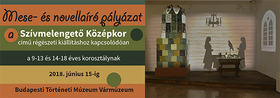 Mese- és novellaíró pályázat
a Szívmelengető Középkor
című régészeti kiállításhoz kapcsolódóan
a 9-13 és 14-18 éves korosztálynak
2018. június 15-ig
Budapesti Történeti Múzeum Vármúzeum